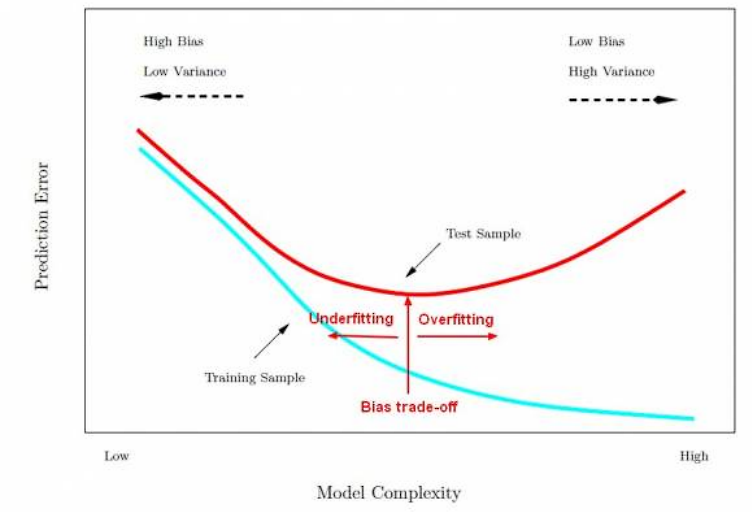 High Bias
Low Variance
Low Bias
High Variance
Prediction Error
Test Sample
Underfitting
Overfitting
Training Sample
Bias trade-off
Low
High
Model Complexity